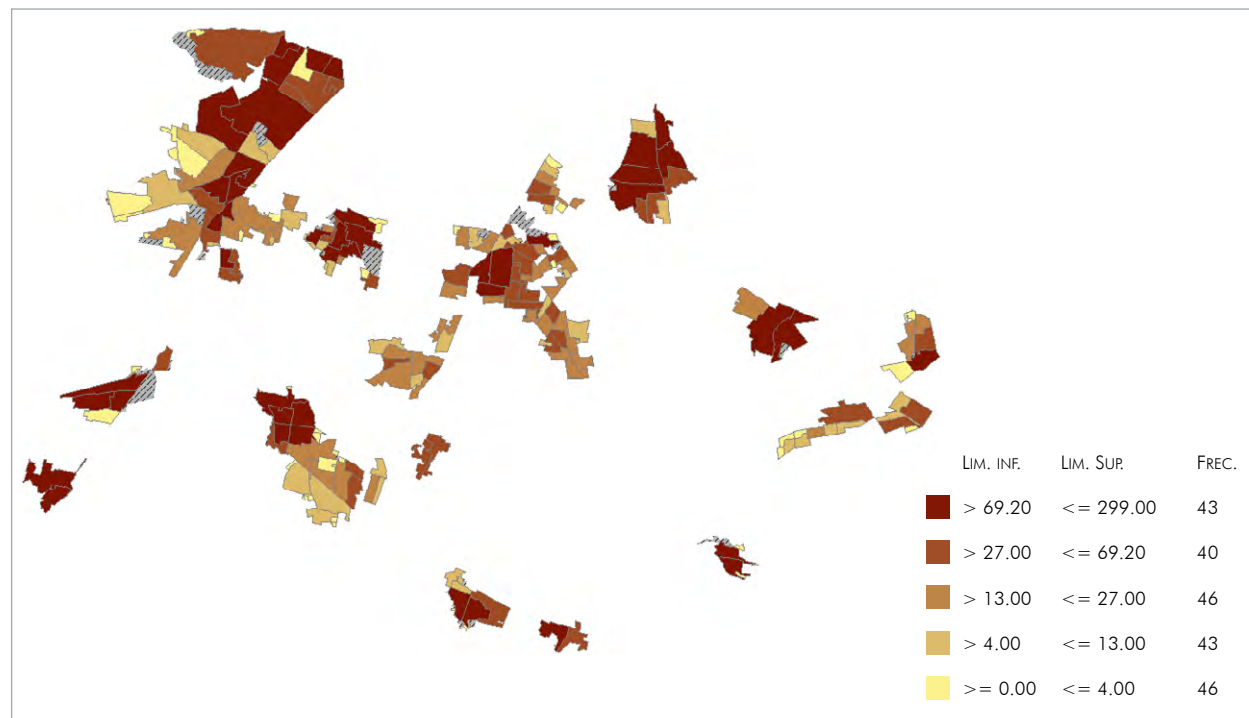 LIM. INF. LIM. SUP. FREC.
> 69.20 <= 299.00 43
> 27.00 <= 69.20 40
> 13.00 <= 27.00 46
> 4.00 <= 13.00 43
>= 0.00 <= 4.00 46